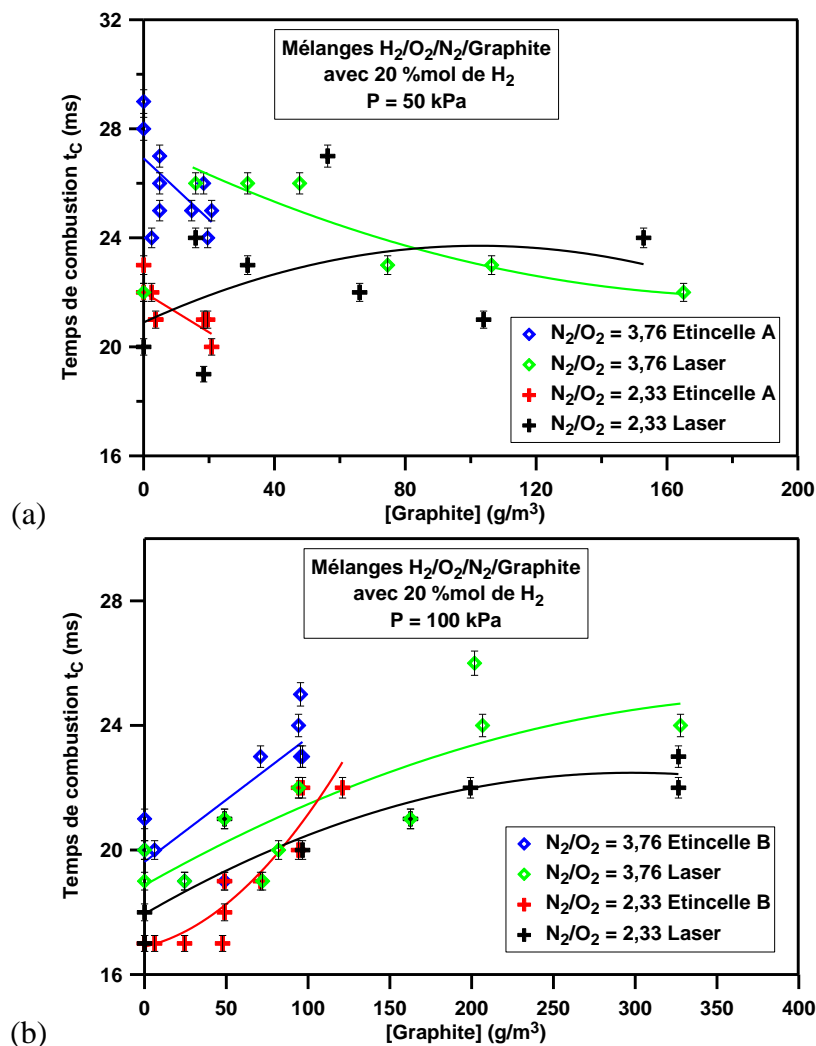 Mélanges H₂/O₂/N₂/Graphite
avec 20 %mol de H₂
P = 50 kPa
Temps de combustion t_C (ms)
28
24
20
16
N₂/O₂ = 3,76 Etincelle A
N₂/O₂ = 3,76 Laser
N₂/O₂ = 2,33 Etincelle A
N₂/O₂ = 2,33 Laser
0 40 80 120 160 200
[Graphite] (g/m³)
(a)
Mélanges H₂/O₂/N₂/Graphite
avec 20 %mol de H₂
P = 100 kPa
Temps de combustion t_C (ms)
28
24
20
16
N₂/O₂ = 3,76 Etincelle B
N₂/O₂ = 3,76 Laser
N₂/O₂ = 2,33 Etincelle B
N₂/O₂ = 2,33 Laser
0 50 100 150 200 250 300 350 400
[Graphite] (g/m³)
(b)